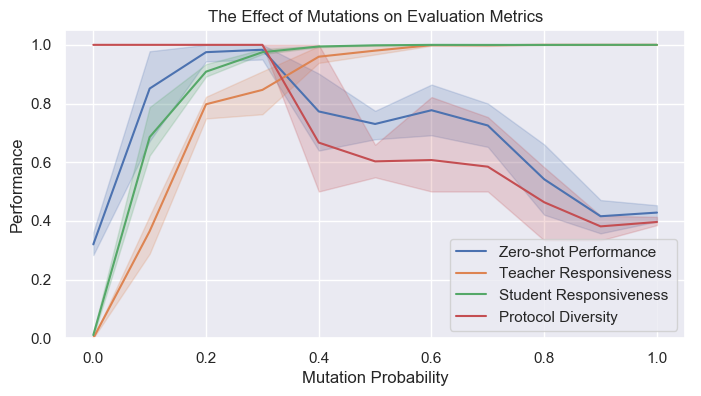 The Effect of Mutations on Evaluation Metrics
Performance
1.0
0.8
0.6
0.4
0.2
0.0
0.0 0.2 0.4 0.6 0.8 1.0
Mutation Probability
Zero-shot Performance
Teacher Responsiveness
Student Responsiveness
Protocol Diversity